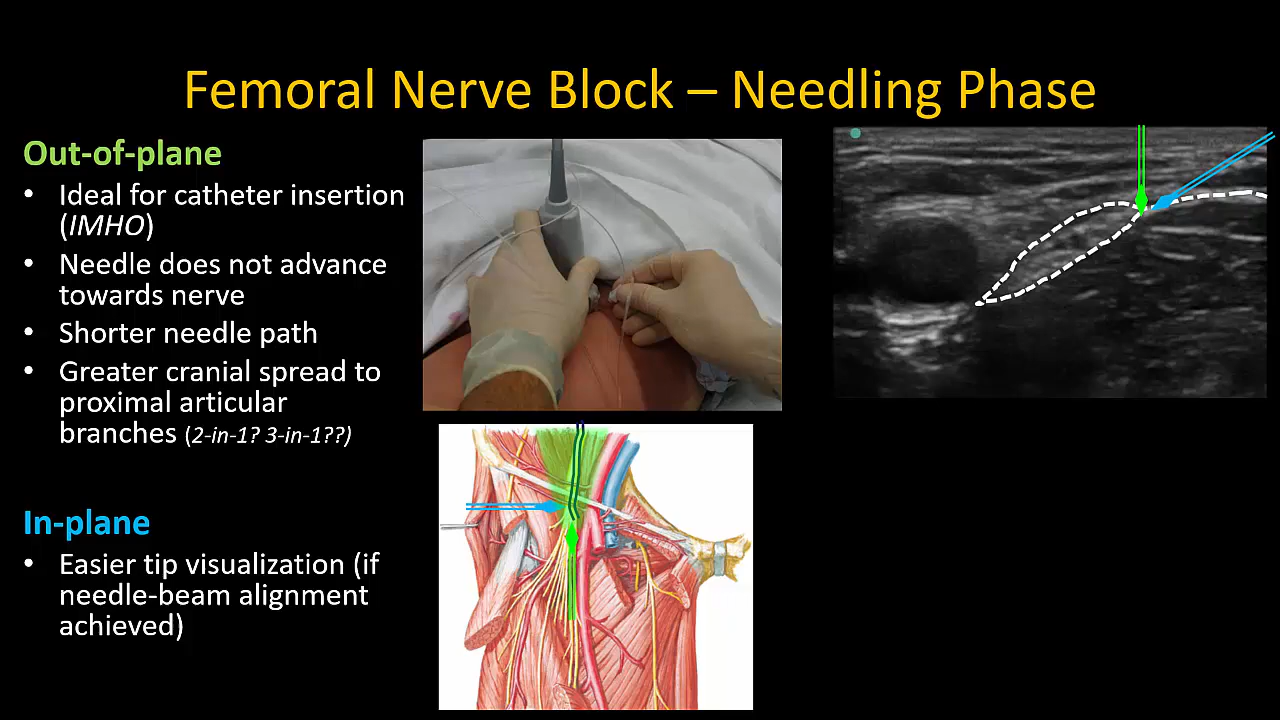 Femoral Nerve Block – Needling Phase
Out-of-plane
• Ideal for catheter insertion
(IMHO)
• Needle does not advance
towards nerve
• Shorter needle path
• Greater cranial spread to
proximal articular
branches (2-in-1? 3-in-1??)
In-plane
• Easier tip visualization (if
needle-beam alignment
achieved)